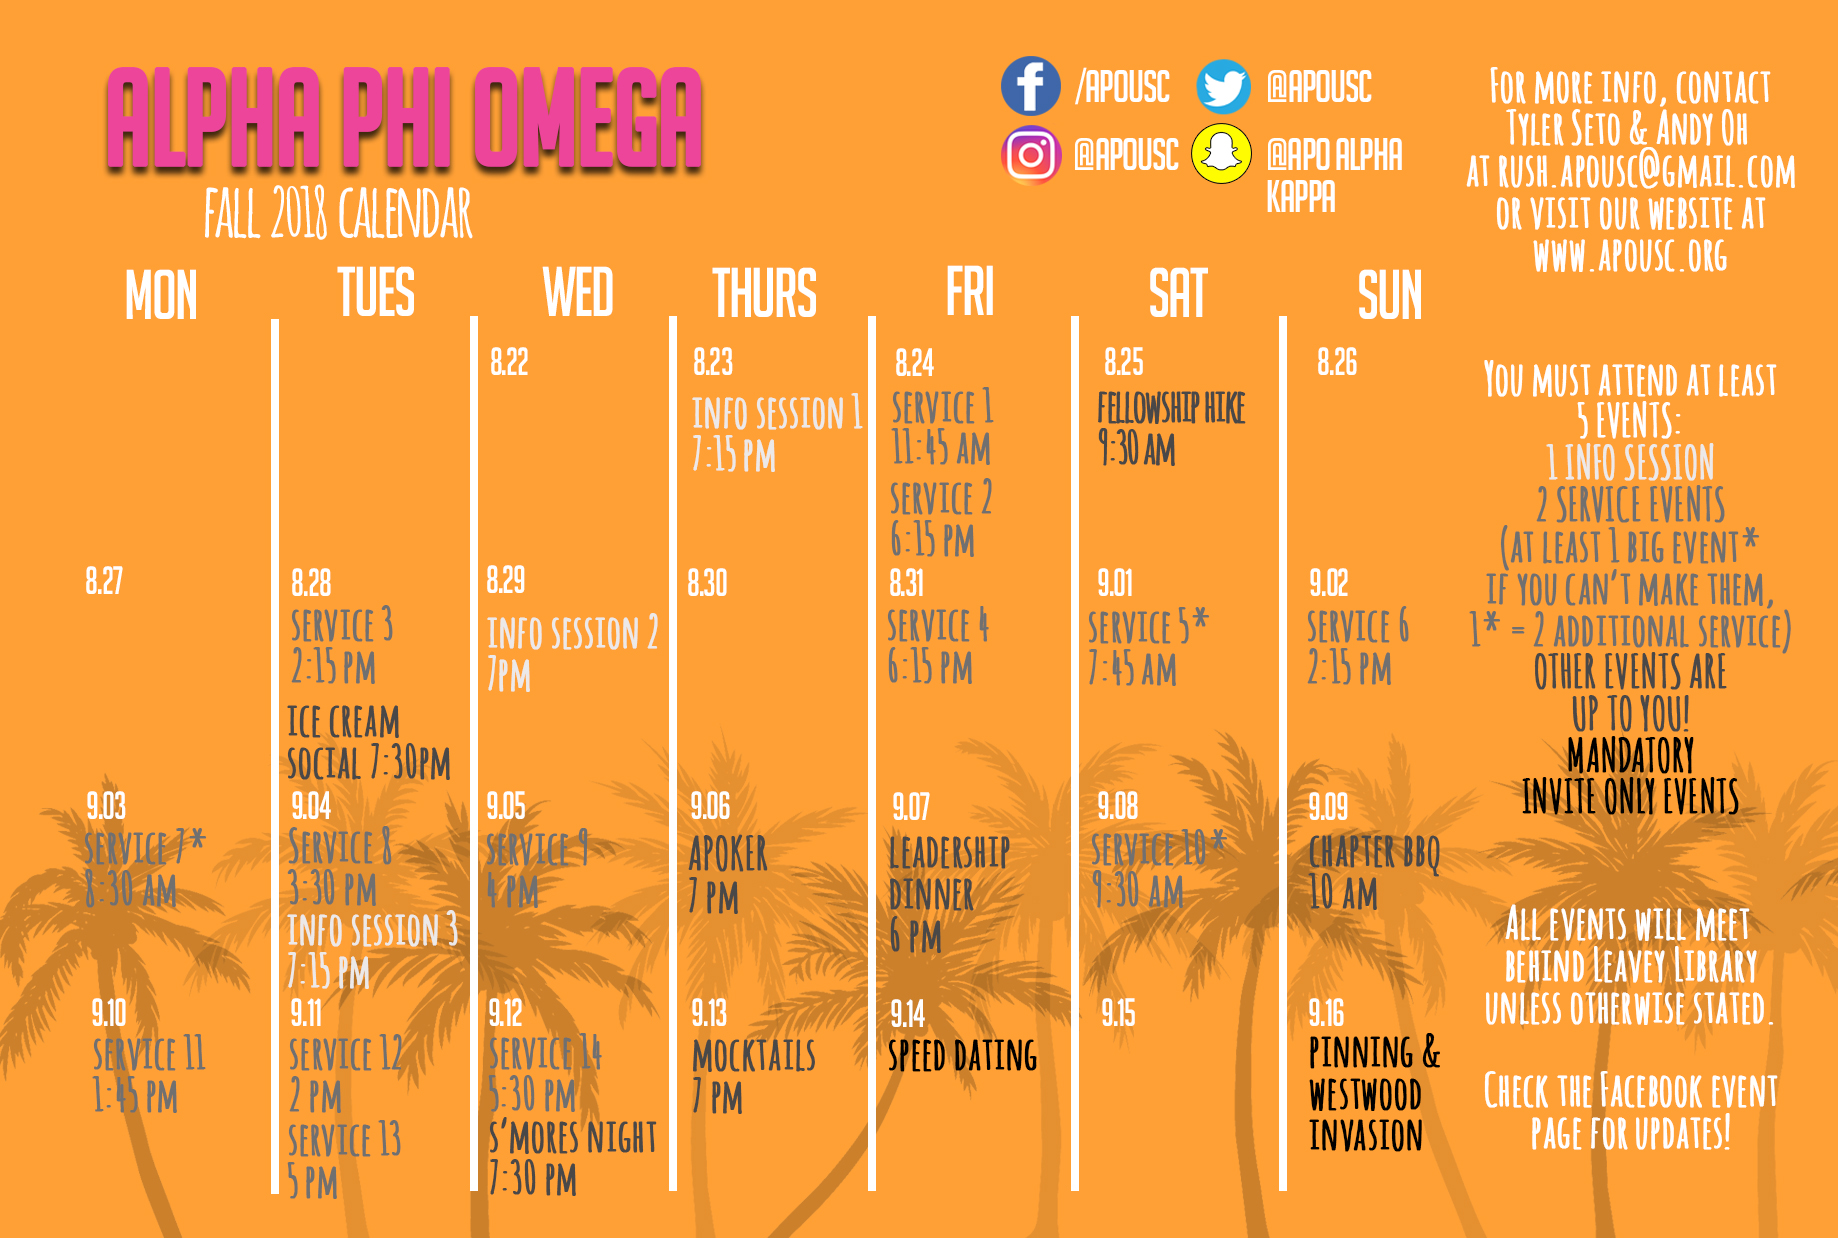 ALPHA PHI OMEGA
FALL 2018 CALENDAR
/APOUSC
@APOUSC
@APOUSC
@APO ALPHA
KAPPA
FOR MORE INFO, CONTACT
TYLER SETO & ANDY OH
AT RUSH.APOUSC@GMAIL.COM
OR VISIT OUR WEBSITE AT
WWW.APOUSC.ORG
MON
TUES
WED
THURS
FRI
SAT
SUN
8.22
8.23
INFO SESSION 1
7:15 PM
8.24
SERVICE 1
11:45 AM
SERVICE 2
6:15 PM
8.25
FELLOWSHIP HIKE
9:30 AM
8.26
8.27
8.28
SERVICE 3
2:15 PM
ICE CREAM
SOCIAL 7:30PM
8.29
INFO SESSION 2
7PM
8.30
8.31
SERVICE 4
6:15 PM
9.01
SERVICE 5*
7:45 AM
9.02
SERVICE 6
2:15 PM
9.03
SERVICE 7*
8:30 AM
9.04
SERVICE 8
3:30 PM
INFO SESSION 3
7:15 PM
9.05
SERVICE 9
4 PM
9.06
APOKER
7 PM
9.07
LEADERSHIP
DINNER
6 PM
9.08
SERVICE 10*
9:30 AM
9.09
CHAPTER BBQ
10 AM
9.10
SERVICE 11
1:45 PM
9.11
SERVICE 12
2 PM
SERVICE 13
5 PM
9.12
SERVICE 14
5:30 PM
S'MORES NIGHT
7:30 PM
9.13
MOCKTAILS
7 PM
9.14
SPEED DATING
9.15
9.16
PINNING &
WESTWOOD
INVASION
YOU MUST ATTEND AT LEAST
5 EVENTS:
1 INFO SESSION
2 SERVICE EVENTS
(AT LEAST 1 BIG EVENT*
IF YOU CAN'T MAKE THEM,
1* = 2 ADDITIONAL SERVICE)
OTHER EVENTS ARE
UP TO YOU!
MANDATORY
INVITE ONLY EVENTS
ALL EVENTS WILL MEET
BEHIND LEAVEY LIBRARY
UNLESS OTHERWISE STATED.
CHECK THE FACEBOOK EVENT
PAGE FOR UPDATES!